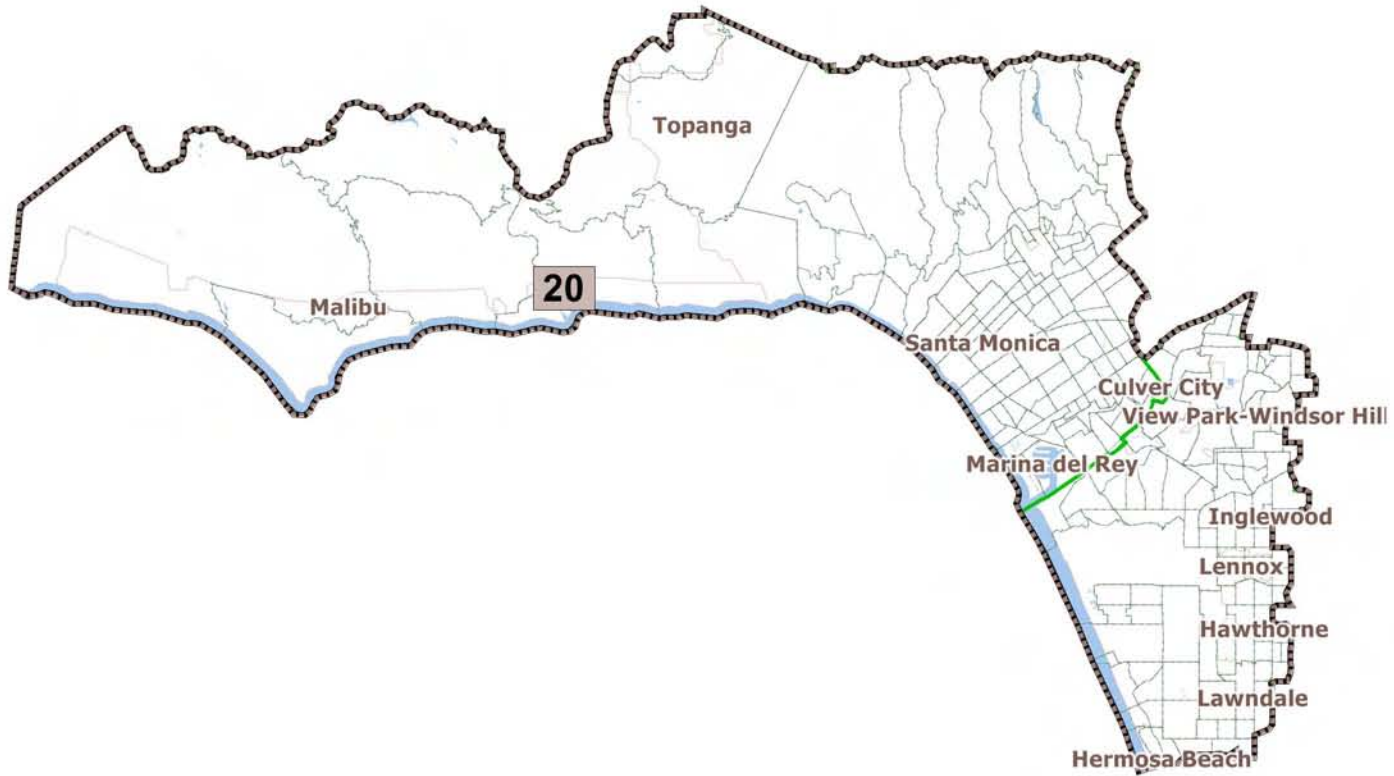 Topanga
20
Malibu
Santa Monica
Culver City
View Park-Windsor Hil
Marina del Rey
Inglewood
Lennox
Hawthorne
Lawndale
Hermosa Beach